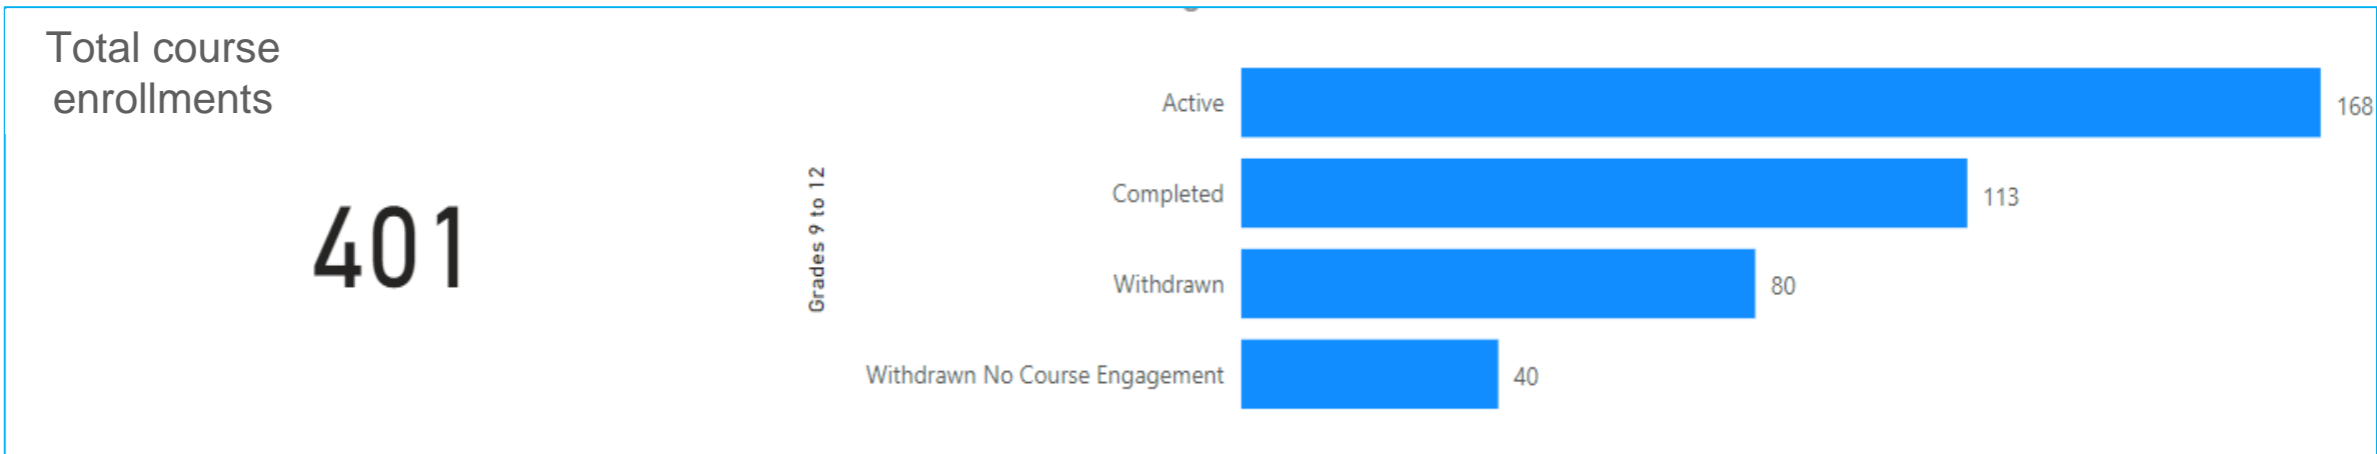 Total course
enrollments
401
Grades 9 to 12
Active 168
Completed 113
Withdrawn 80
Withdrawn No Course Engagement 40